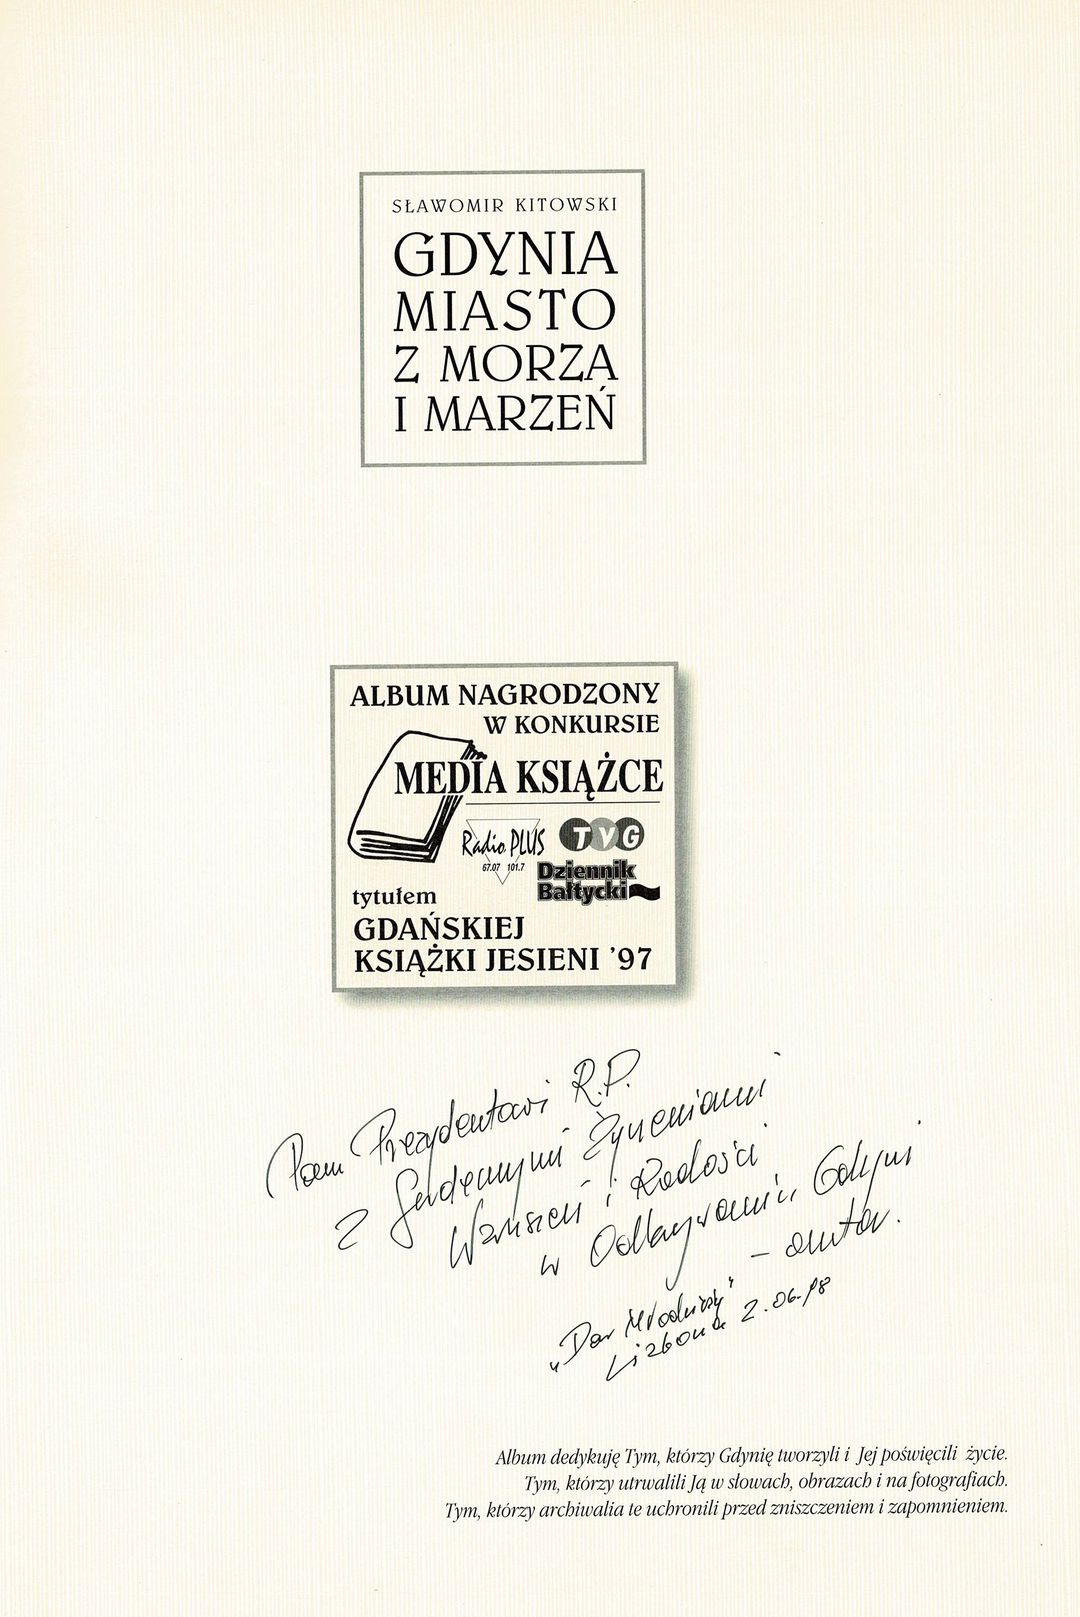 SŁAWOMIR KITOWSKI
GDYNIA
MIASTO
Z MORZA
I MARZEŃ
ALBUM NAGRODZONY
W KONKURSIE
MEDIA KSIĄŻCE
Radio PLUS
67.07 101.7
TVG
Dziennik
Bałtycki
tytułem
GDAŃSKIEJ
KSIĄŻKI JESIENI '97
Panu Prezydentowi R.P.
z Serdecznymi Życzeniami
Wzruszeń i Radości
w Odkrywaniu Gdyni
– autor.
„Dar Młodzieży"
Lizbona 2.06.98
Album dedykuję Tym, którzy Gdynię tworzyli i Jej poświęcili życie.
Tym, którzy utrwalili Ją w słowach, obrazach i na fotografiach.
Tym, którzy archiwalia te uchronili przed zniszczeniem i zapomnieniem.